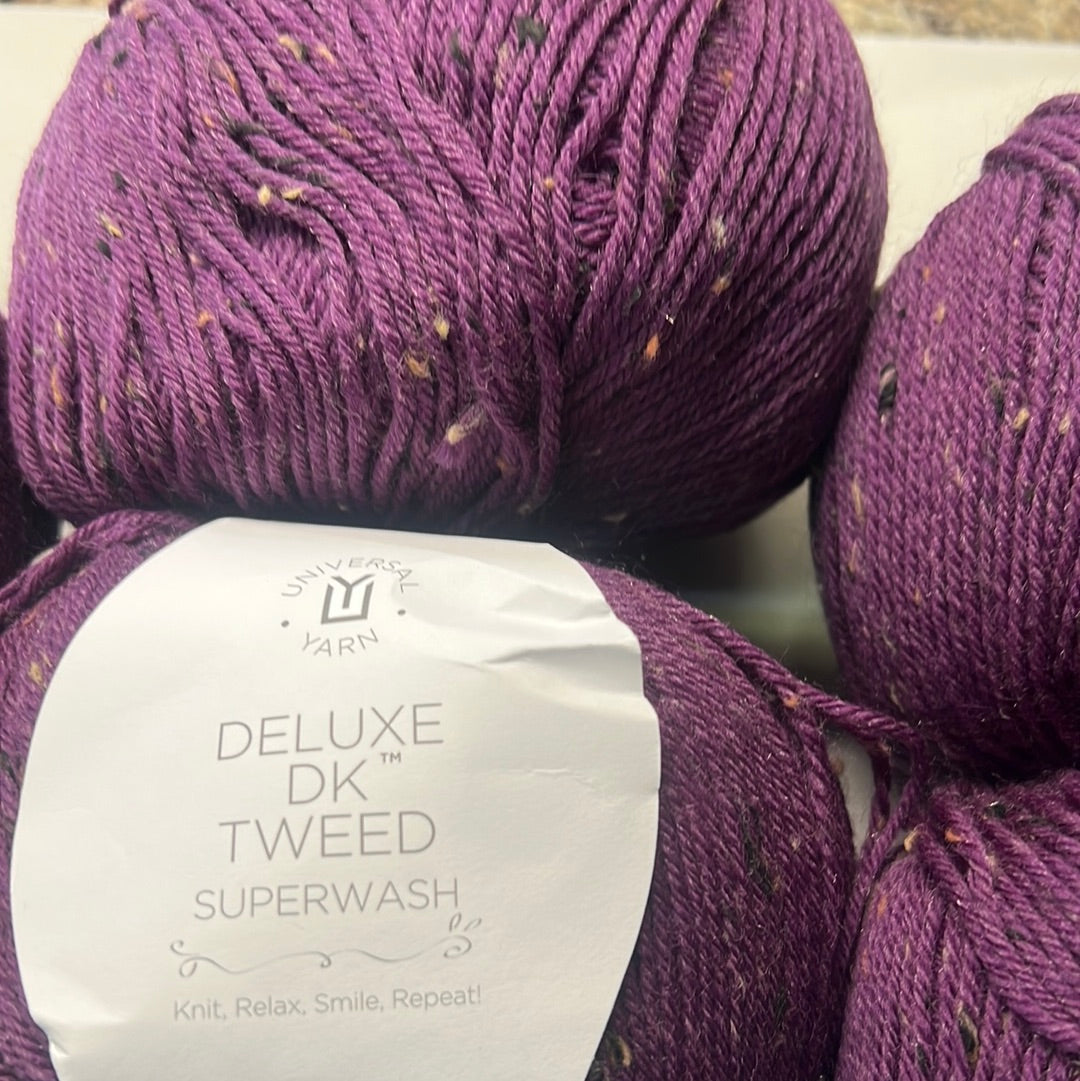 UNIVERSAL
YARN
DELUXE
DK™
TWEED
SUPERWASH
Knit, Relax, Smile, Repeat!